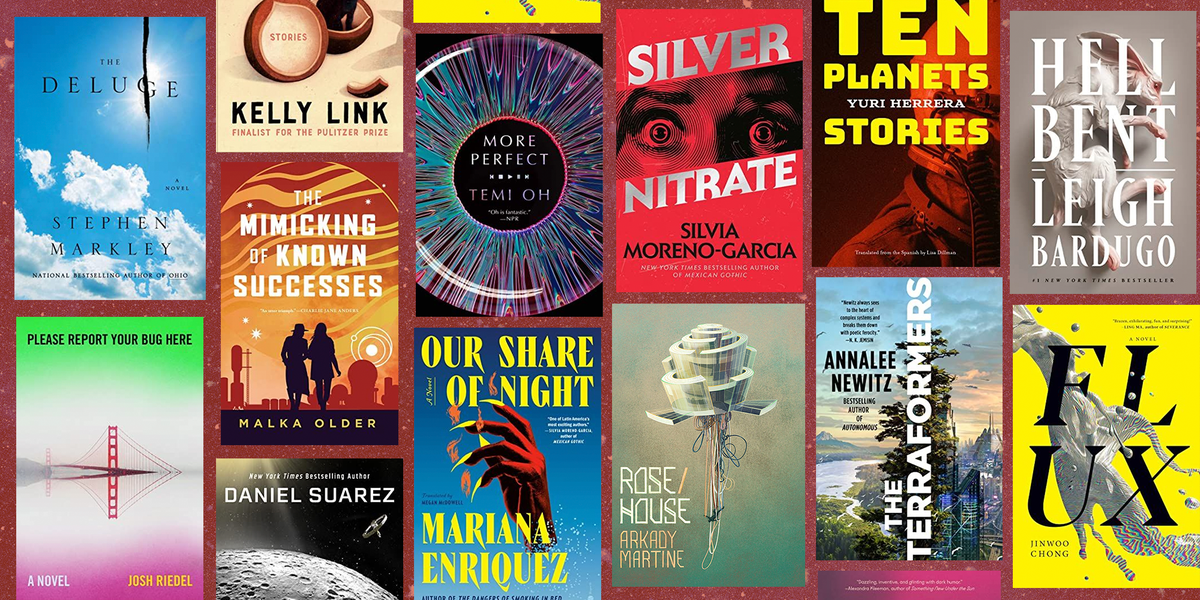 THE
DELUGE
A
NOVEL
STEPHEN
MARKLEY
NATIONAL BESTSELLING AUTHOR OF OHIO
PLEASE REPORT YOUR BUG HERE
A NOVEL
JOSH RIEDEL
STORIES
KELLY LINK
FINALIST FOR THE PULITZER PRIZE
THE
MIMICKING
OF KNOWN
SUCCESSES
—CHARLIE JANE ANDERS
MALKA OLDER
New York Times Bestselling Author
DANIEL SUAREZ
MORE
PERFECT
TEMI OH
"Oh is fantastic."
—NPR
OUR SHARE
OF NIGHT
A Novel
"One of Latin America's
most exciting authors."
—SILVIA MORENO-GARCIA,
author of
MEXICAN GOTHIC
Translated by
MEGAN McDOWELL
MARIANA
ENRIQUEZ
AUTHOR OF THE DANGERS OF SMOKING IN BED
SILVER
NITRATE
SILVIA
MORENO-GARCIA
NEW YORK TIMES BESTSELLING AUTHOR
OF MEXICAN GOTHIC
ROSE/
HOUSE
ARKADY
MARTINE
TEN
PLANETS
YURI HERRERA
STORIES
Translated from the Spanish by Lisa Dillman
"Newitz always sees
to the heart of
complex systems and
breaks them down
with poetic ferocity."
—N. K. JEMISIN
ANNALEE
NEWITZ
BESTSELLING
AUTHOR
OF
AUTONOMOUS
THE
TERRAFORMERS
"Dazzling, inventive, and glinting with dark humor."
—Alexandra Kleeman, author of Something New Under the Sun
HELL
BENT
LEIGH
BARDUGO
#1 NEW YORK TIMES BESTSELLER
"Brazen, exhilarating, fun, and surprising!"
—LING MA, author of SEVERANCE
A NOVEL
FL
UX
JINWOO
CHONG